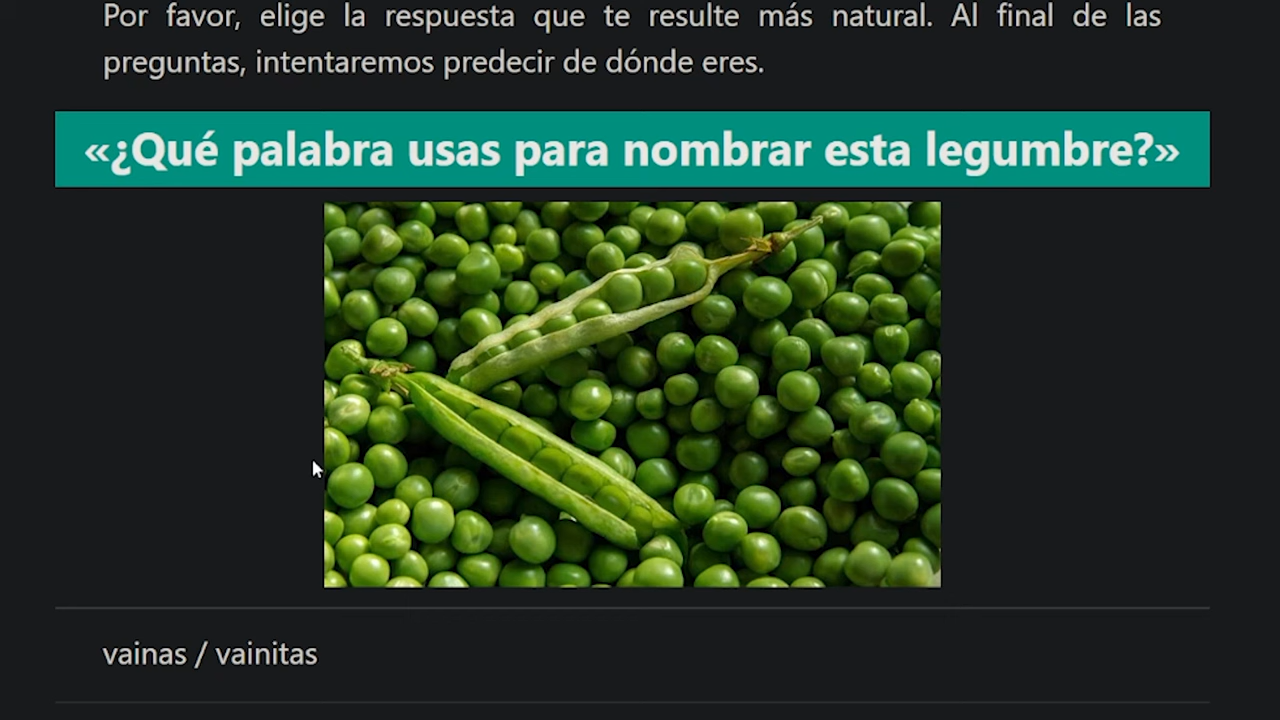 Por favor, elige la respuesta que te resulte más natural. Al final de las
preguntas, intentaremos predecir de dónde eres.
«¿Qué palabra usas para nombrar esta legumbre?»
vainas / vainitas